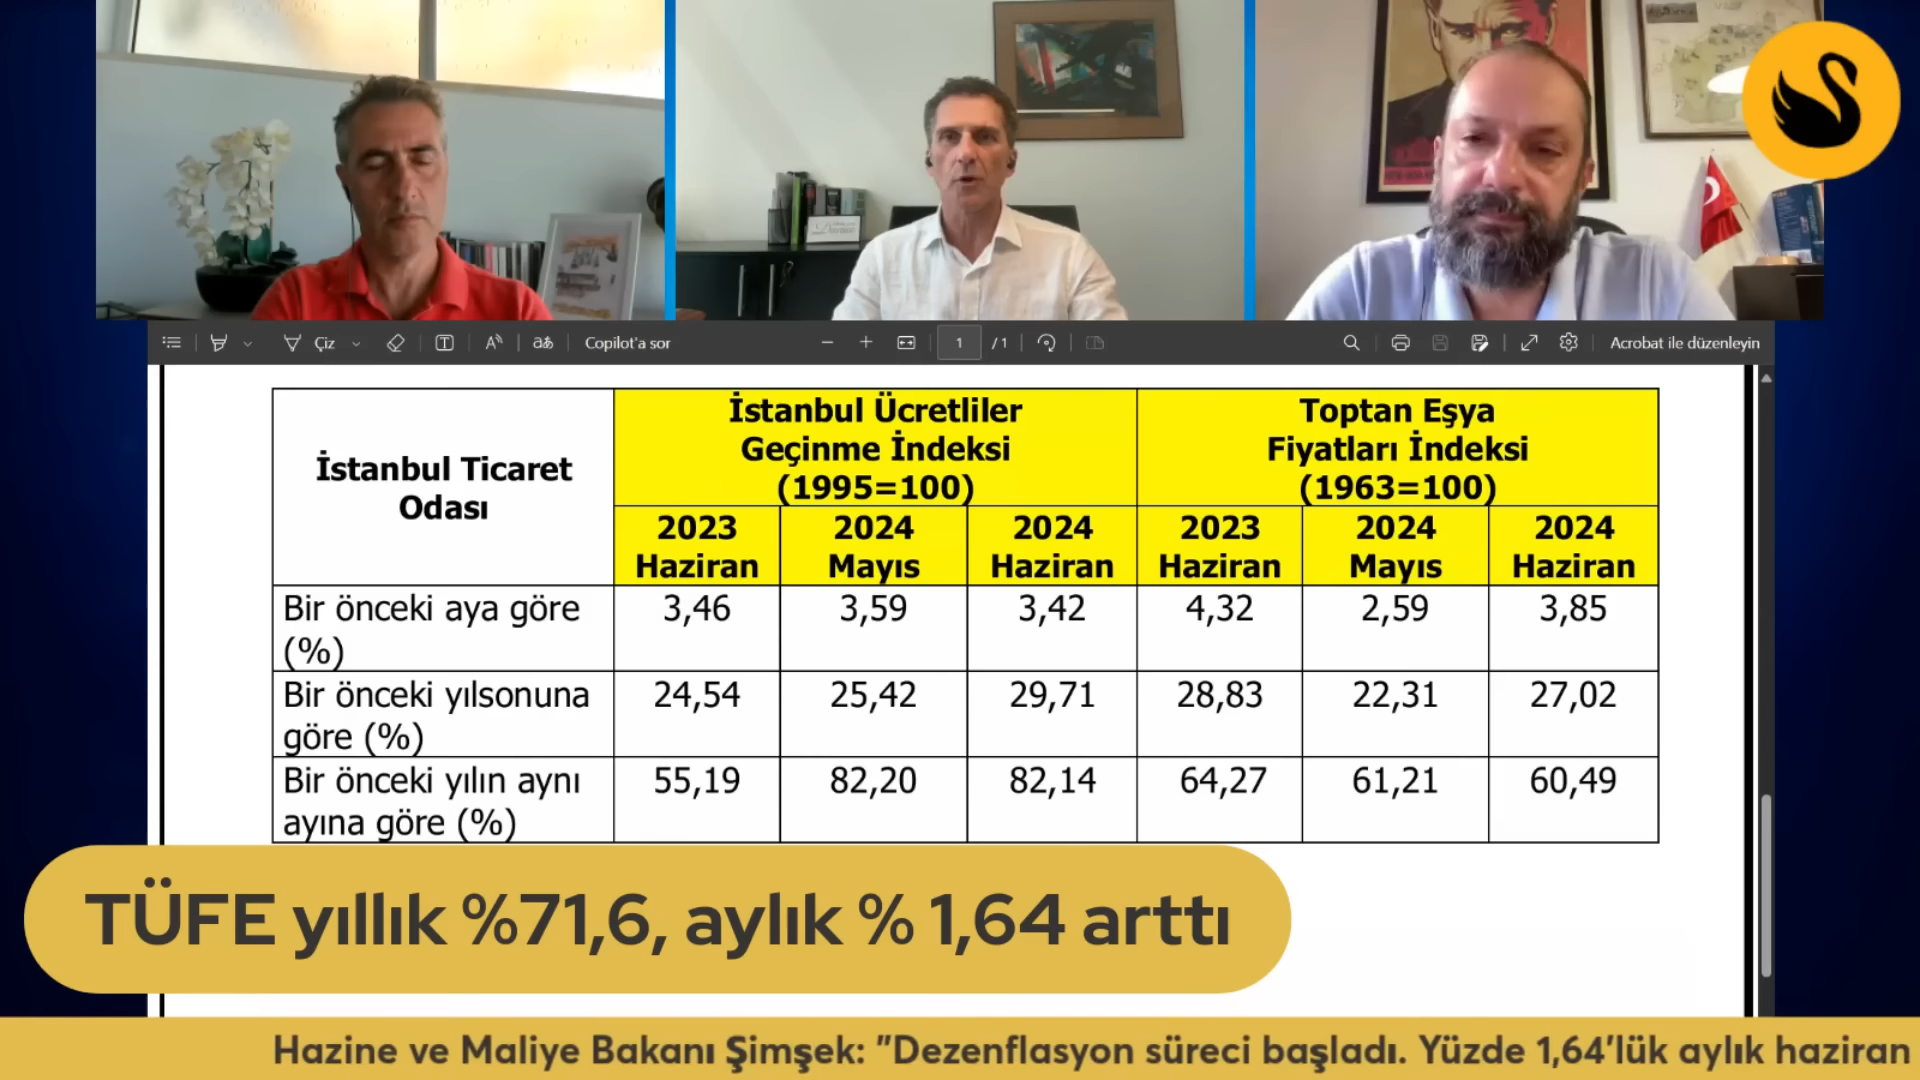 Çiz
Copilot'a sor
1 / 1
Acrobat ile düzenleyin
İstanbul Ticaret
Odası
İstanbul Ücretliler
Geçinme İndeksi
(1995=100)
Toptan Eşya
Fiyatları İndeksi
(1963=100)
2023 2024 2024 2023 2024 2024
Haziran Mayıs Haziran Haziran Mayıs Haziran
Bir önceki aya göre 3,46 3,59 3,42 4,32 2,59 3,85
(%)
Bir önceki yılsonuna 24,54 25,42 29,71 28,83 22,31 27,02
göre (%)
Bir önceki yılın aynı 55,19 82,20 82,14 64,27 61,21 60,49
ayına göre (%)
TÜFE yıllık %71,6, aylık % 1,64 arttı
Hazine ve Maliye Bakanı Şimşek: "Dezenflasyon süreci başladı. Yüzde 1,64'lük aylık haziran